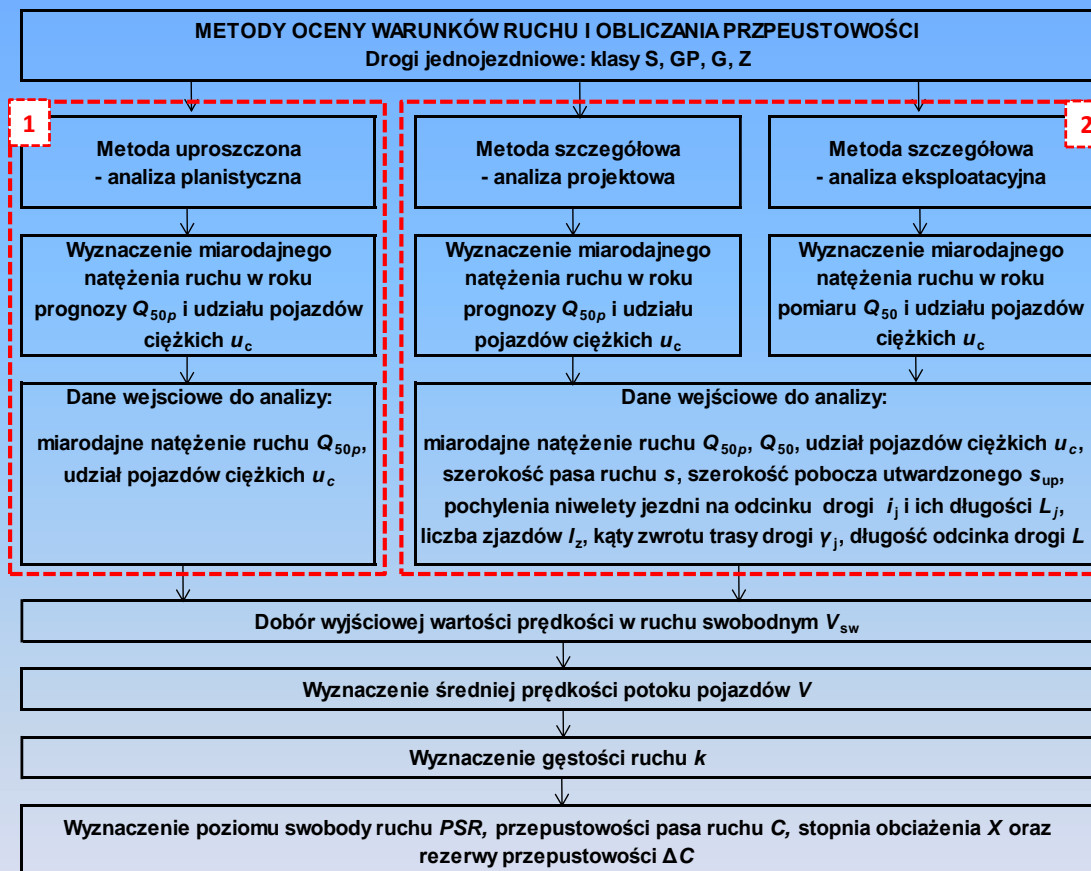 METODY OCENY WARUNKÓW RUCHU I OBLICZANIA PRZPEUSTOWOŚCI
Drogi jednojezdniowe: klasy S, GP, G, Z
1
Metoda uproszczona
- analiza planistyczna
Metoda szczegółowa
- analiza projektowa
2
Metoda szczegółowa
- analiza eksploatacyjna
Wyznaczenie miarodajnego
natężenia ruchu w roku
prognozy Q50p i udziału pojazdów
ciężkich uc
Wyznaczenie miarodajnego
natężenia ruchu w roku
prognozy Q50p i udziału
pojazdów ciężkich uc
Wyznaczenie miarodajnego
natężenia ruchu w roku
pomiaru Q50 i udziału pojazdów
ciężkich uc
Dane wejsciowe do analizy:
miarodajne natężenie ruchu Q50p,
udział pojazdów ciężkich uc
Dane wejściowe do analizy:
miarodajne natężenie ruchu Q50p, Q50, udział pojazdów ciężkich uc,
szerokość pasa ruchu s, szerokość pobocza utwardzonego sup,
pochylenia niwelety jezdni na odcinku drogi ij i ich długości Lj,
liczba zjazdów lz, kąty zwrotu trasy drogi γj, długość odcinka drogi L
Dobór wyjściowej wartości prędkości w ruchu swobodnym Vsw
Wyznaczenie średniej prędkości potoku pojazdów V
Wyznaczenie gęstości ruchu k
Wyznaczenie poziomu swobody ruchu PSR, przepustowości pasa ruchu C, stopnia obciażenia X oraz
rezerwy przepustowości ΔC